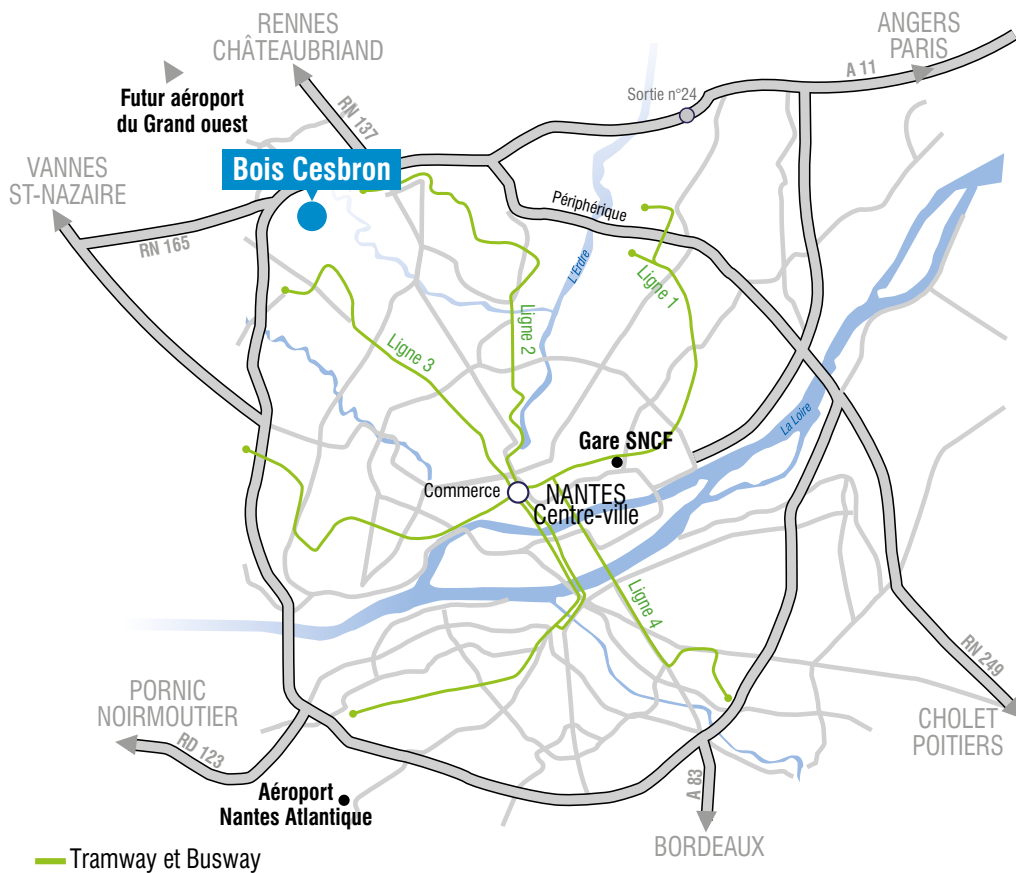 RENNES
CHÂTEAUBRIAND
ANGERS
PARIS
A 11
Futur aéroport
du Grand ouest
RN 137
Sortie n°24
VANNES
ST-NAZAIRE
Bois Cesbron
Périphérique
RN 165
L'Erdre
Ligne 1
Ligne 2
Ligne 3
La Loire
Gare SNCF
Commerce
NANTES
Centre-ville
Ligne 4
RN 249
PORNIC
NOIRMOUTIER
CHOLET
POITIERS
RD 123
A 83
Aéroport
Nantes Atlantique
BORDEAUX
Tramway et Busway